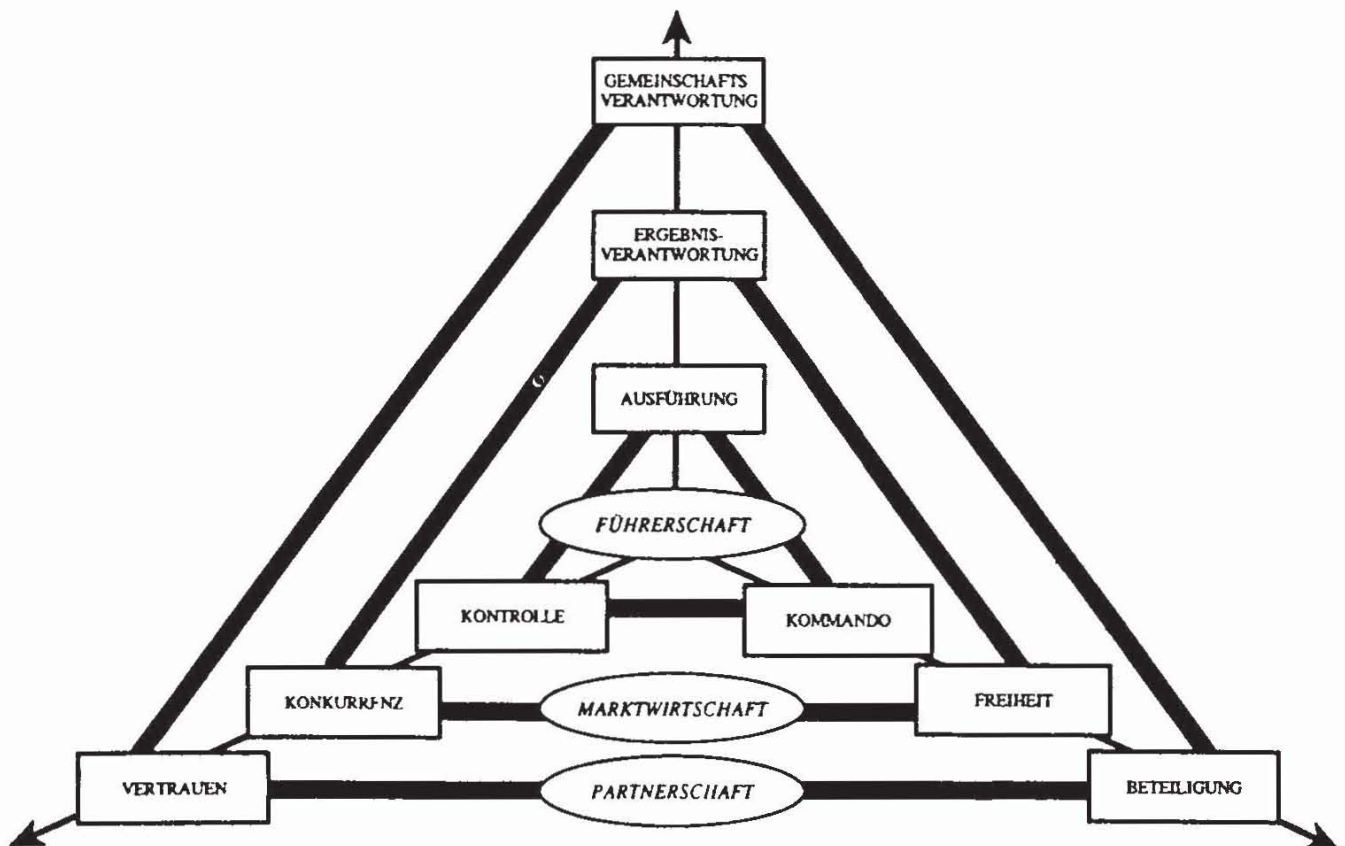 GEMEINSCHAFTS
VERANTWORTUNG
ERGEBNIS-
VERANTWORTUNG
AUSFÜHRUNG
FÜHRERSCHAFT
KONTROLLE
KOMMANDO
KONKURRENZ
MARKTWIRTSCHAFT
FREIHEIT
VERTRAUEN
PARTNERSCHAFT
BETEILIGUNG